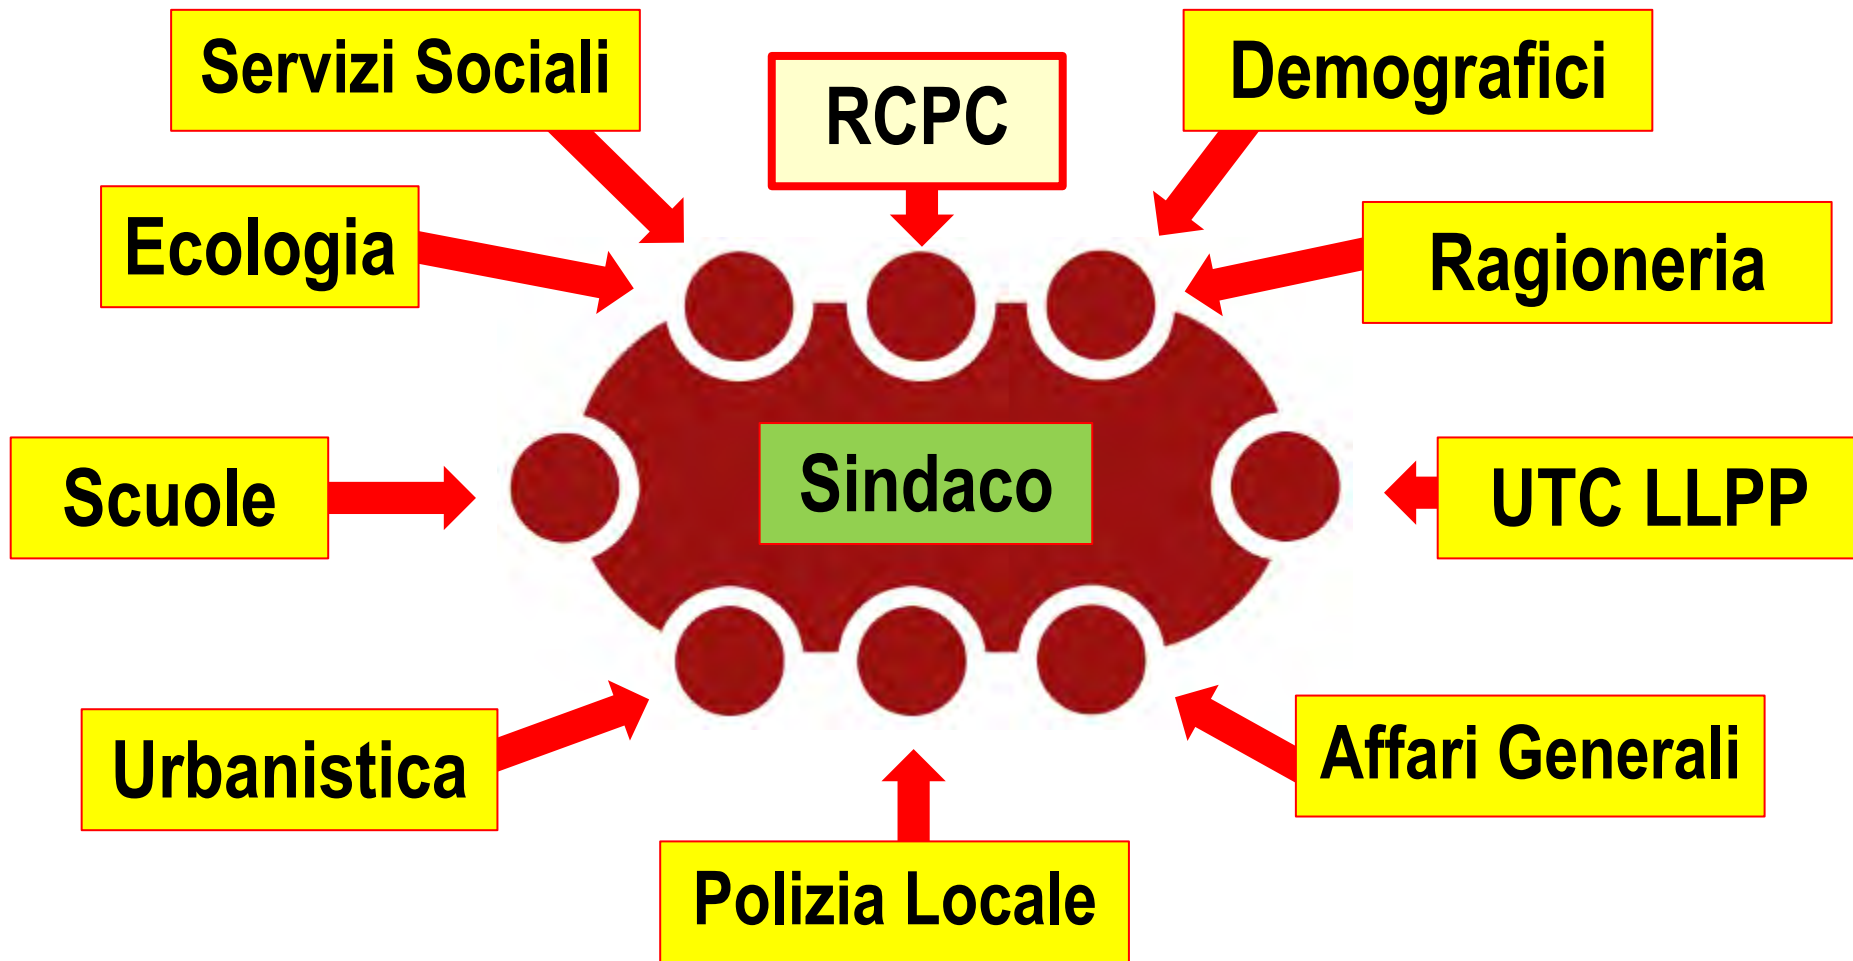 Servizi Sociali
RCPC
Demografici
Ecologia
Ragioneria
Scuole
Sindaco
UTC LLPP
Urbanistica
Affari Generali
Polizia Locale